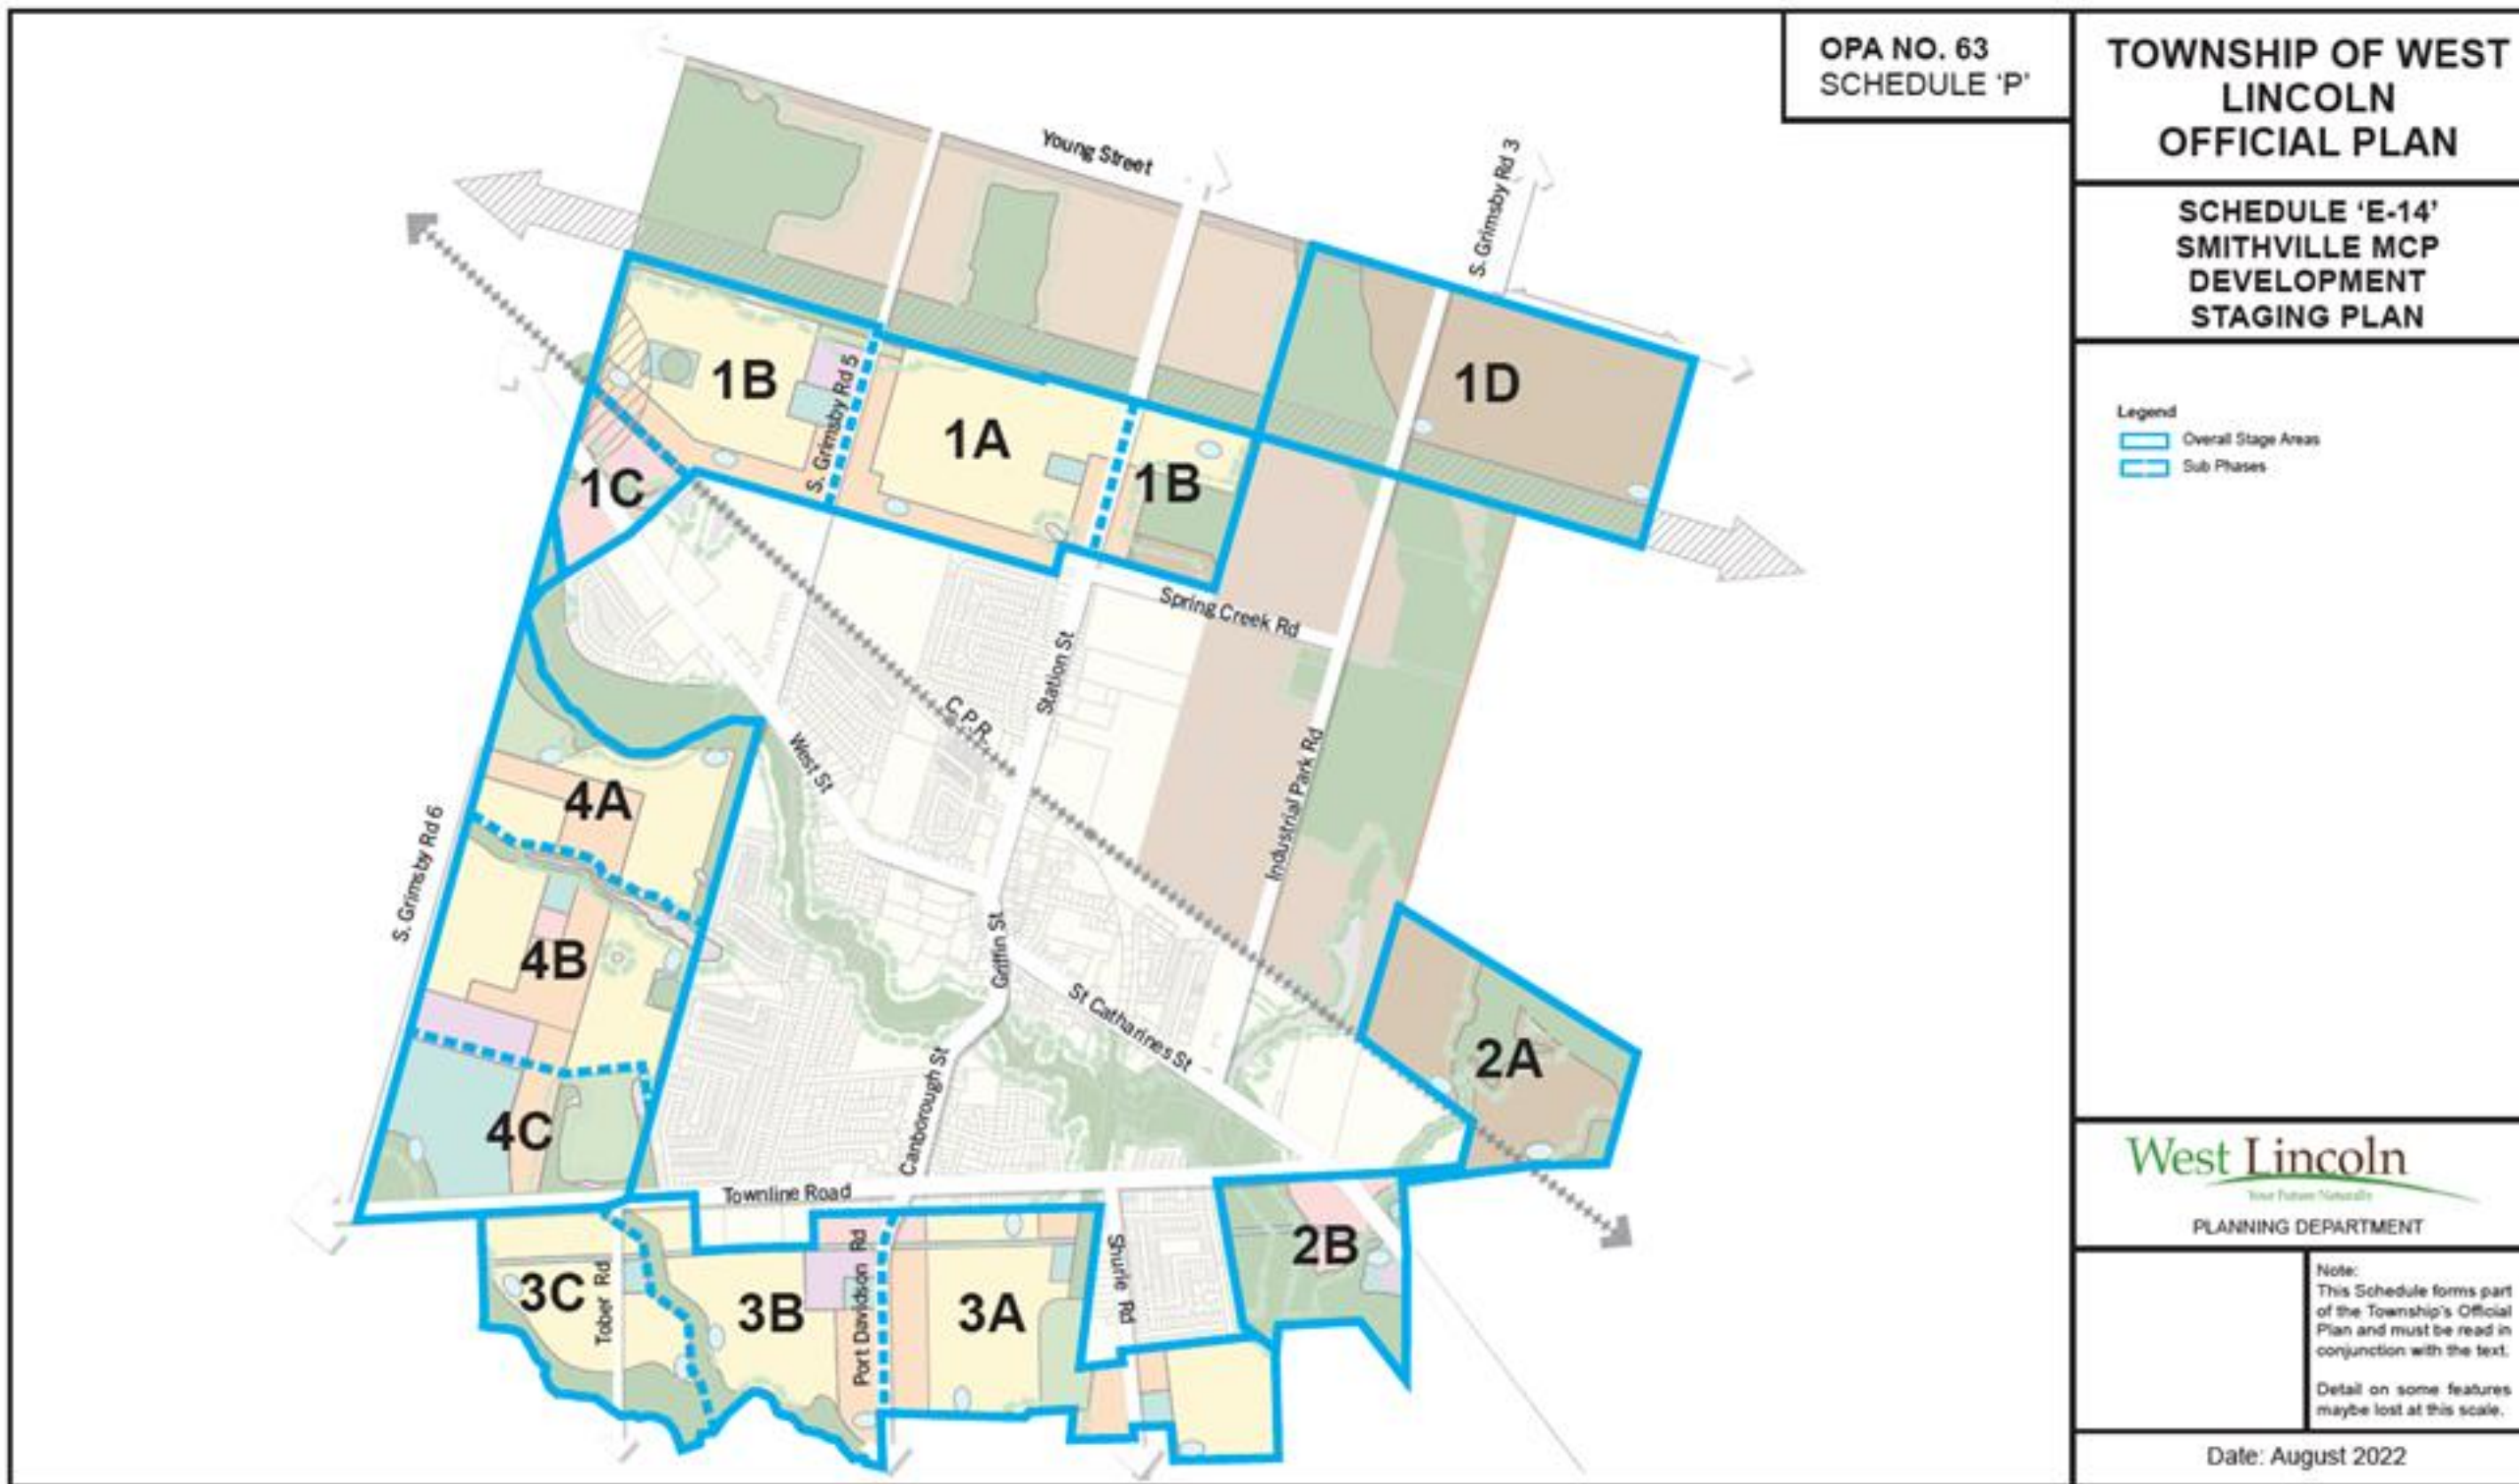 OPA NO. 63
SCHEDULE ‘P’
TOWNSHIP OF WEST
LINCOLN
OFFICIAL PLAN
SCHEDULE ‘E-14’
SMITHVILLE MCP
DEVELOPMENT
STAGING PLAN
Legend
Overall Stage Areas
Sub Phases
Young Street
S. Grimsby Rd 3
1B
S. Grimsby Rd 5
1A
1B
1D
1C
Spring Creek Rd
Station St
C.P.R.
West St
Industrial Park Rd
4A
S. Grimsby Rd 6
4B
Griffin St
St Catharines St
2A
Canborough St
4C
Townline Road
3C
Tober Rd
3B
Port Davidson Rd
3A
Shurie Rd
2B
West Lincoln
Your Future Naturally
PLANNING DEPARTMENT
Note:
This Schedule forms part
of the Township's Official
Plan and must be read in
conjunction with the text.
Detail on some features
maybe lost at this scale.
Date: August 2022